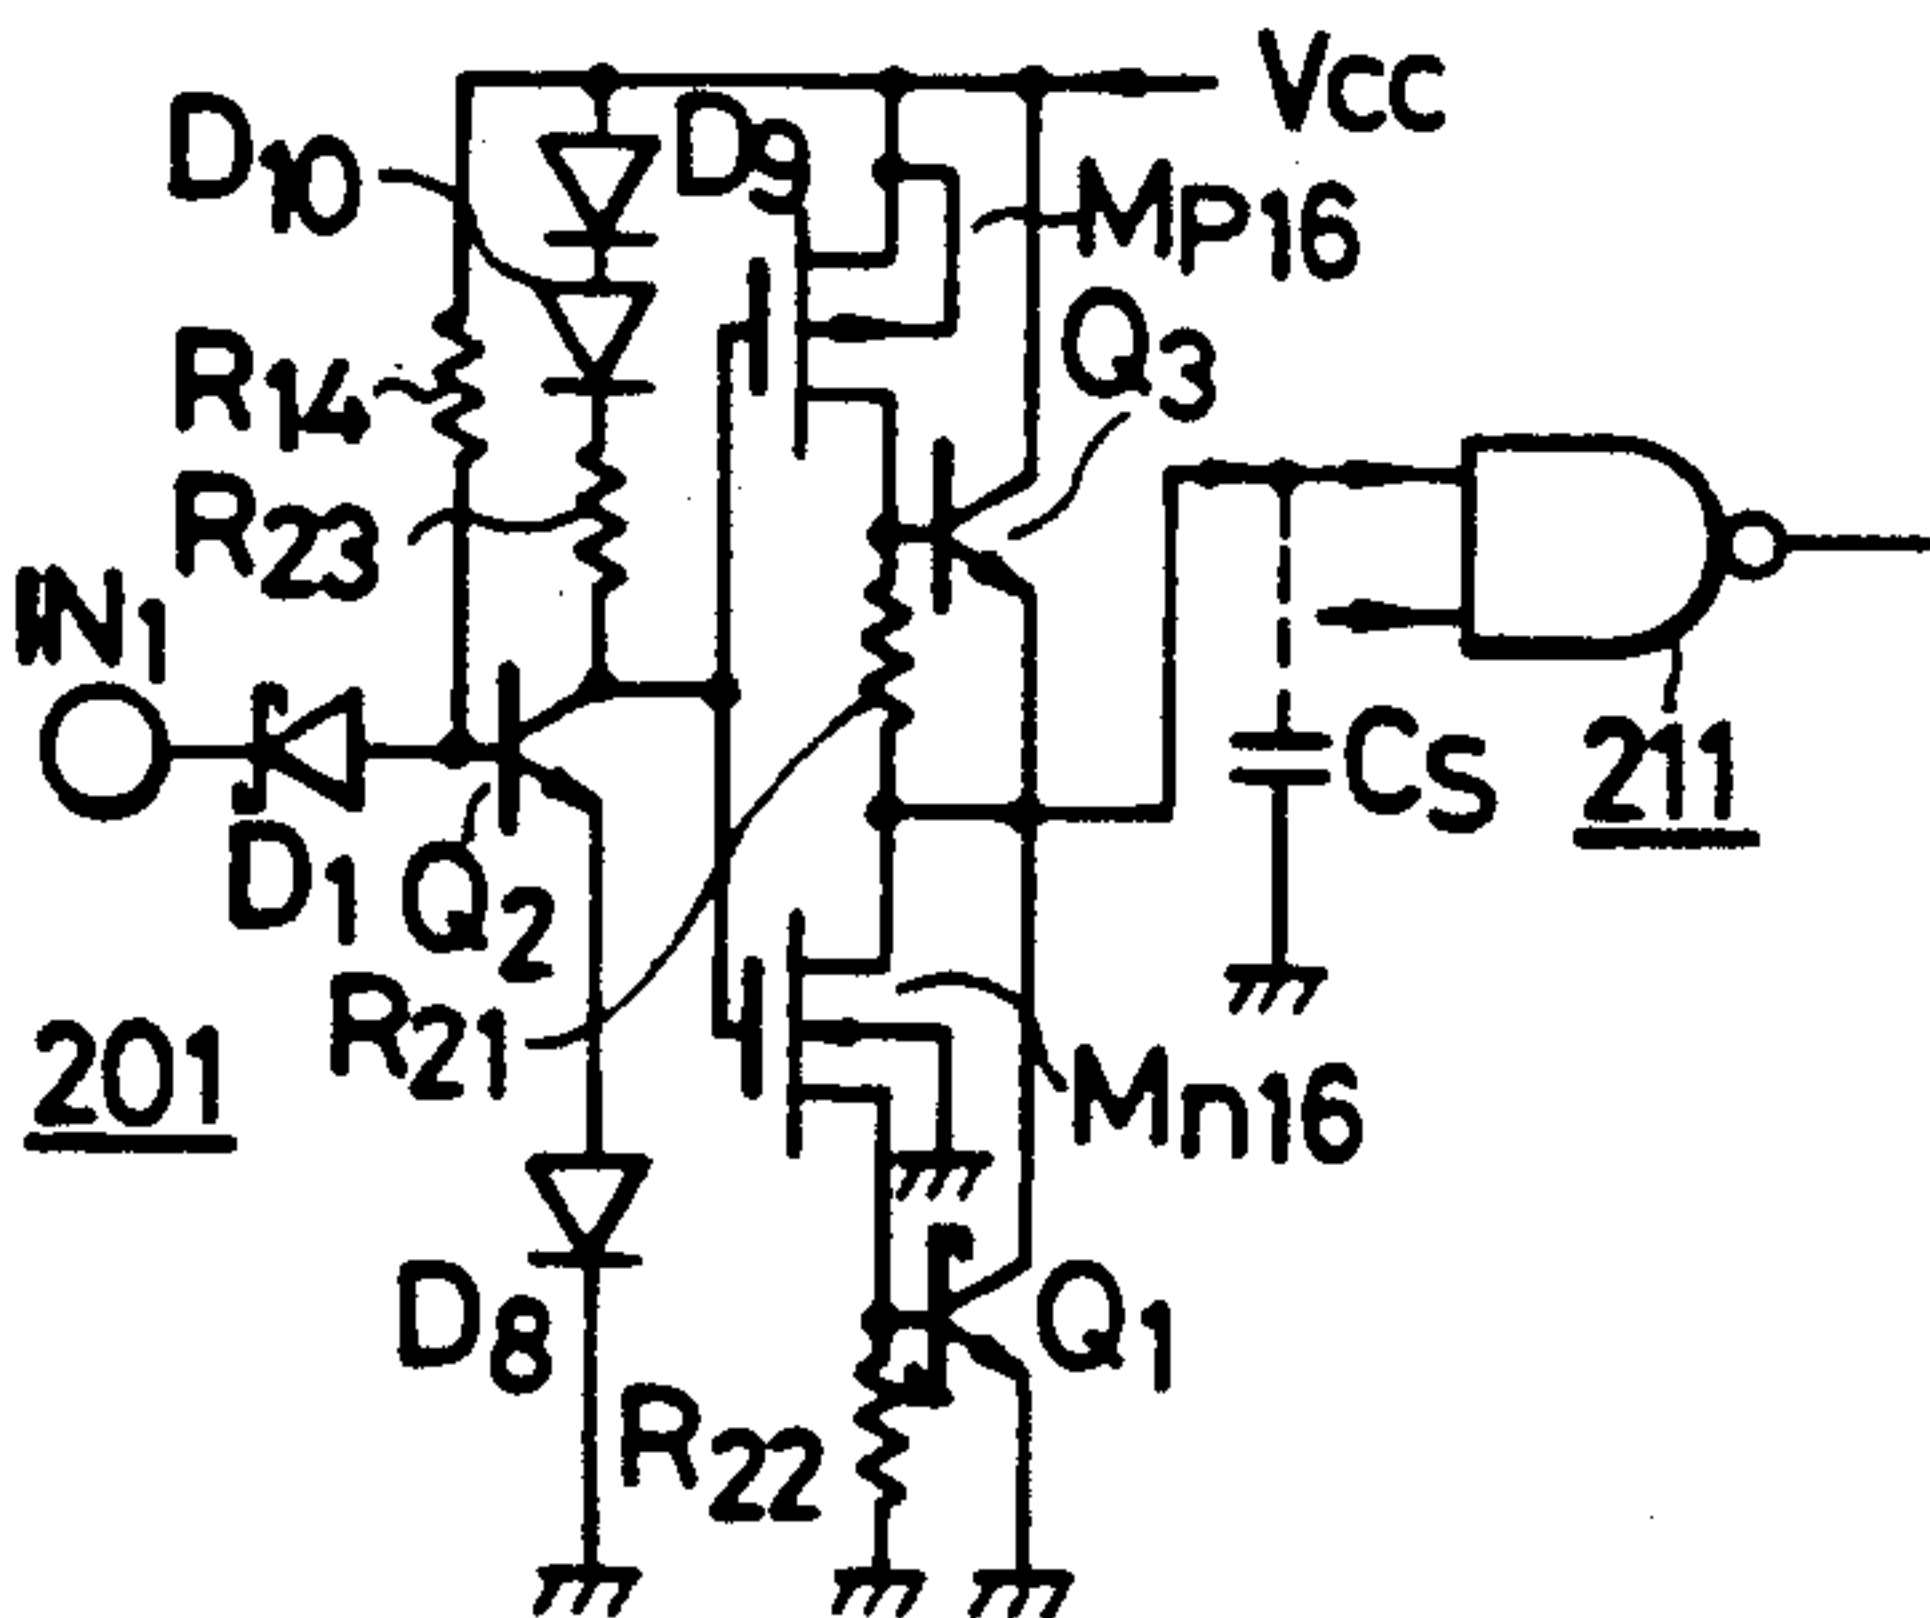 VCC
D10
D9
MP16
Q3
R14
R23
IN1
D1
Q2
CS
211
R21
201
Mn16
D8
Q1
R22